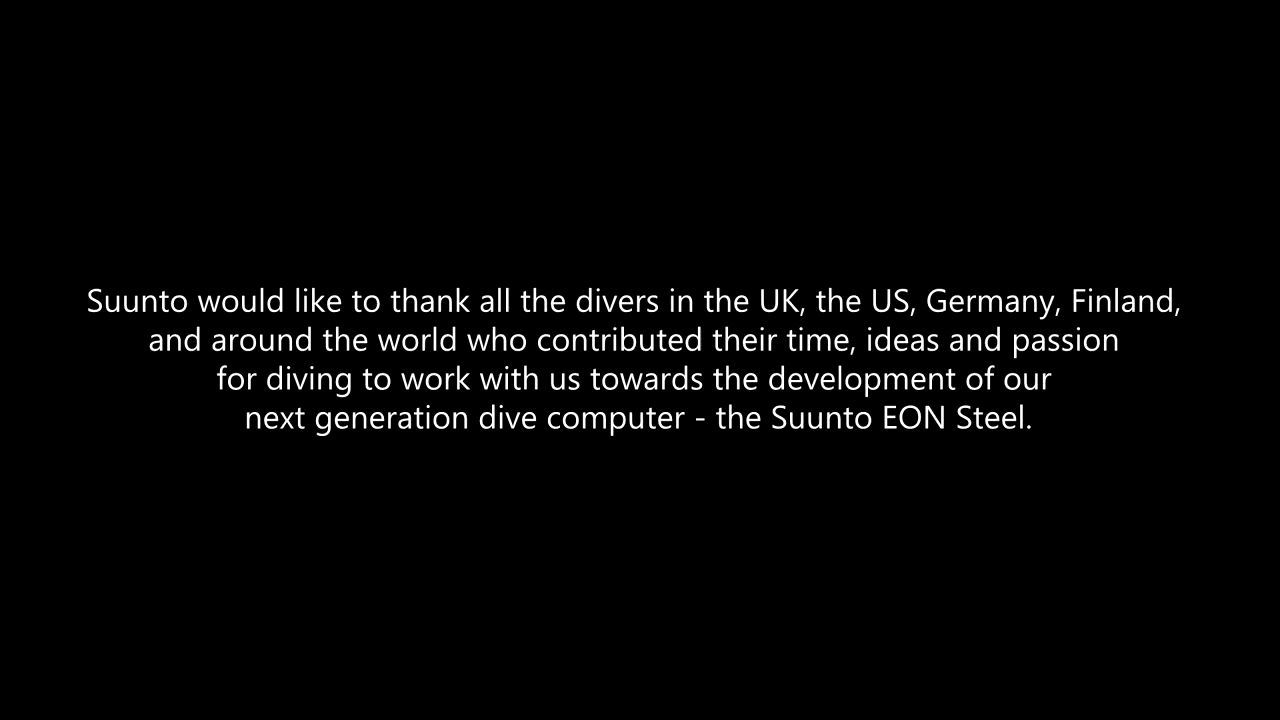 Suunto would like to thank all the divers in the UK, the US, Germany, Finland,
and around the world who contributed their time, ideas and passion
for diving to work with us towards the development of our
next generation dive computer - the Suunto EON Steel.